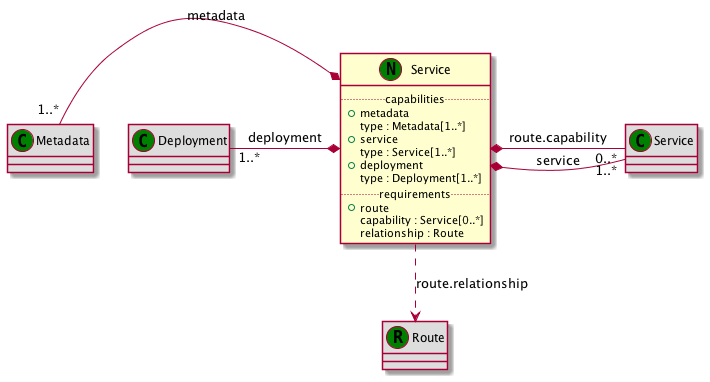 metadata
N Service
capabilities
metadata
type : Metadata[1..*]
service
type : Service[1..*]
deployment
type : Deployment[1..*]
requirements
route
capability : Service[0..*]
relationship : Route
1..*
C Metadata
C Deployment
deployment
1..*
route.capability
0..*
service
1..*
C Service
route.relationship
R Route